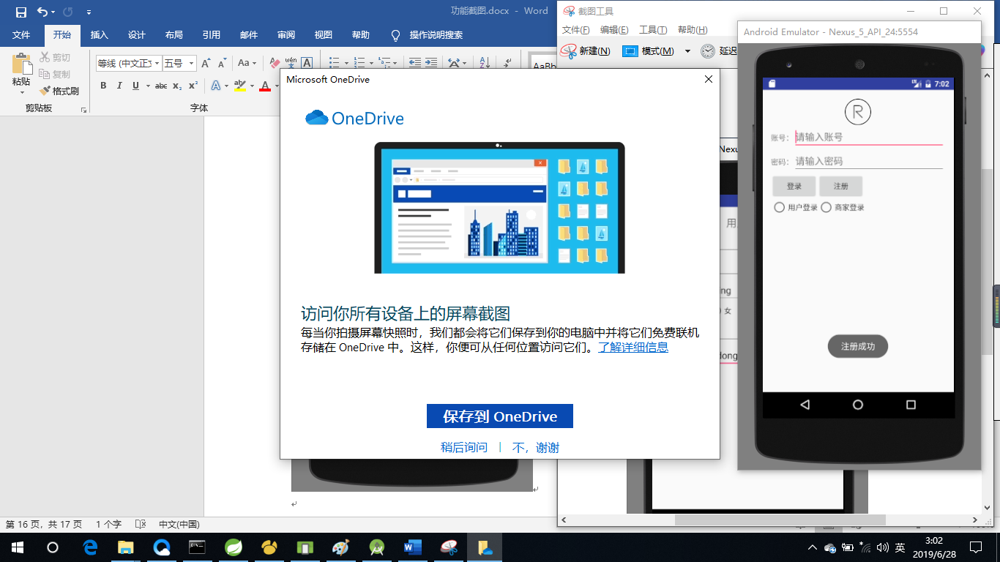 功能截图.docx - Word
文件
开始
插入
设计
布局
引用
邮件
审阅
视图
帮助
操作说明搜索
粘贴
剪切
复制
格式刷
剪贴板
等线 (中文正文
五号
Aa
wén
文
A
B I U abc x₂ x² A aby A
字体
AaBb
截图工具
文件(F) 编辑(E) 工具(T) 帮助(H)
新建(N) 模式(M) 延迟
Microsoft OneDrive
OneDrive
访问你所有设备上的屏幕截图
每当你拍摄屏幕快照时，我们都会将它们保存到你的电脑中并将它们免费联机
存储在 OneDrive 中。这样，你便可从任何位置访问它们。了解详细信息
保存到 OneDrive
稍后询问 | 不，谢谢
Nexu
用
ng
女
dong
Android Emulator - Nexus_5_API_24:5554
7:02
R
账号: 请输入账号
密码: 请输入密码
登录 注册
用户登录 商家登录
注册成功
第 16 页，共 17 页 1 个字 中文(中国)
英
3:02
2019/6/28